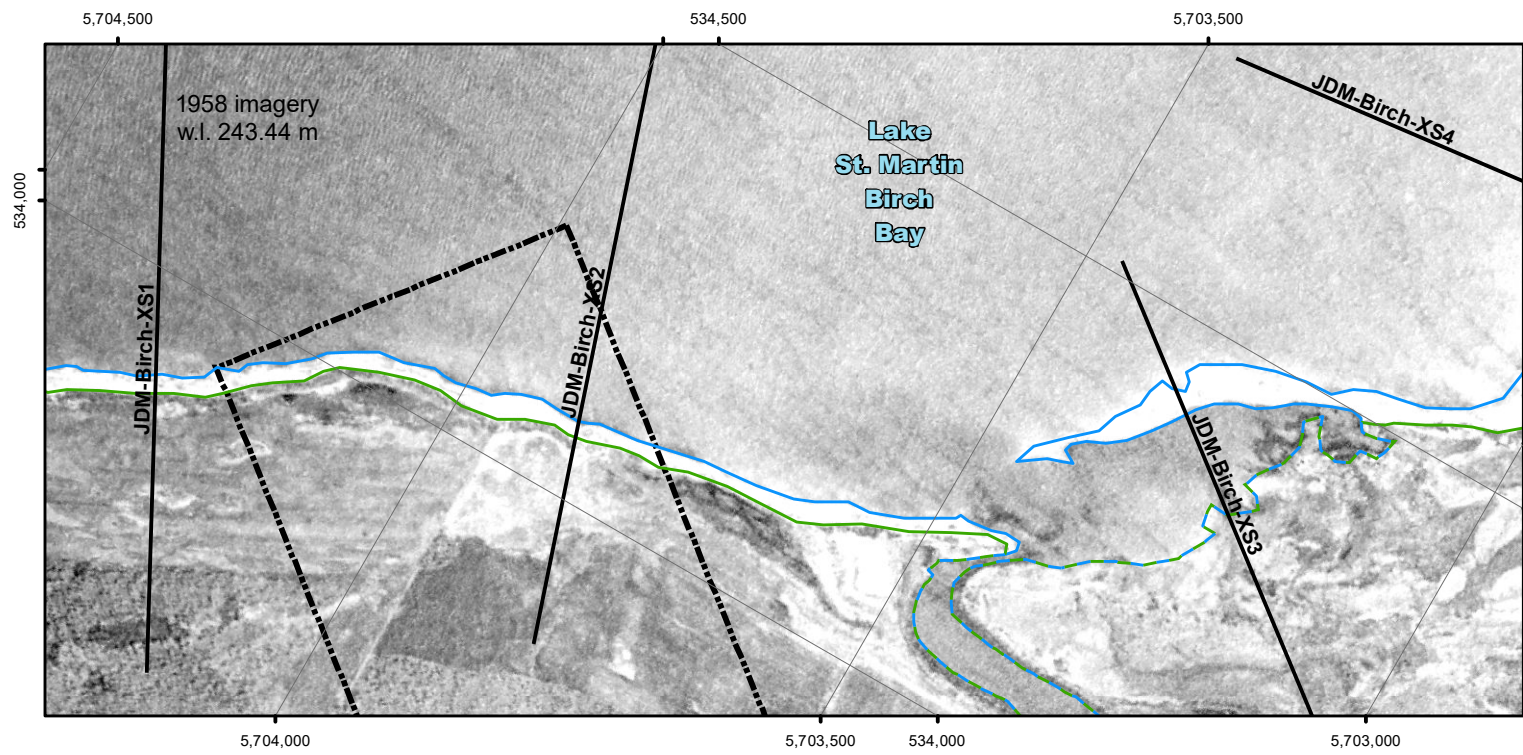 5,704,500
534,500
5,703,500
1958 imagery
w.l. 243.44 m
JDM-Birch-XS4
Lake
St. Martin
Birch
Bay
534,000
JDM-Birch-XS1
JDM-Birch-XS2
JDM-Birch-XS3
5,704,000
5,703,500
534,000
5,703,000